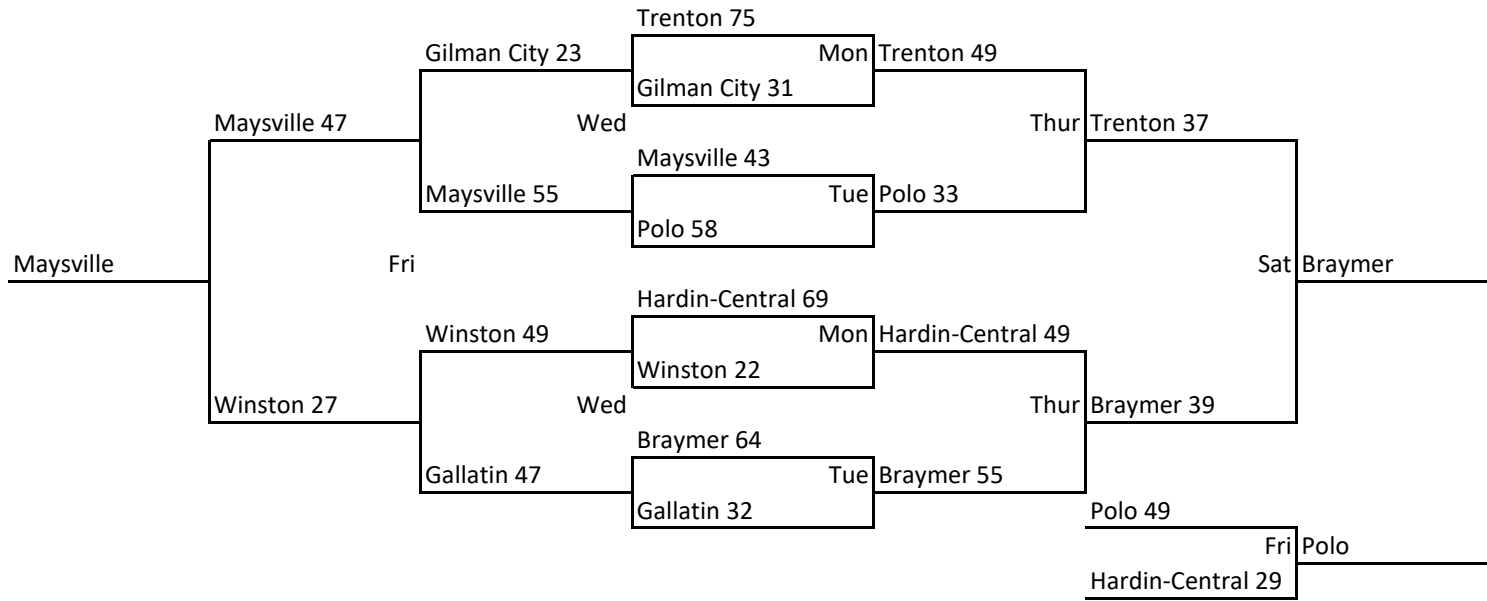 Trenton 75
Gilman City 23
Mon
Trenton 49
Gilman City 31
Maysville 47
Wed
Thur
Trenton 37
Maysville 43
Maysville 55
Tue
Polo 33
Polo 58
Maysville
Fri
Sat
Braymer
Hardin-Central 69
Winston 49
Mon
Hardin-Central 49
Winston 22
Winston 27
Wed
Thur
Braymer 39
Braymer 64
Gallatin 47
Tue
Braymer 55
Gallatin 32
Polo 49
Fri
Polo
Hardin-Central 29